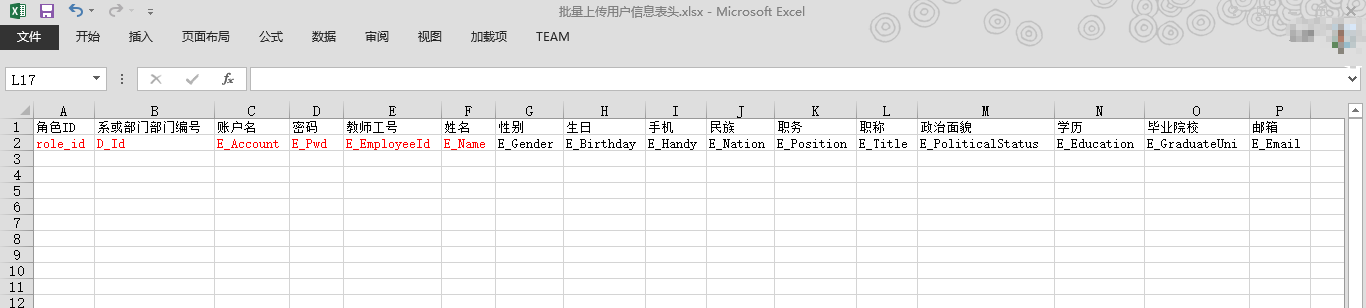 批量上传用户信息表头.xlsx - Microsoft Excel
文件 开始 插入 页面布局 公式 数据 审阅 视图 加载项 TEAM
L17 fx
A B C D E F G H I J K L M N O P
1 角色ID 系或部门部门编号 账户名 密码 教师工号 姓名 性别 生日 手机 民族 职务 职称 政治面貌 学历 毕业院校 邮箱
2 role_id D_Id E_Account E_Pwd E_EmployeeId E_Name E_Gender E_Birthday E_Handy E_Nation E_Position E_Title E_PoliticalStatus E_Education E_GraduateUni E_Email
3
4
5
6
7
8
9
10
11
12